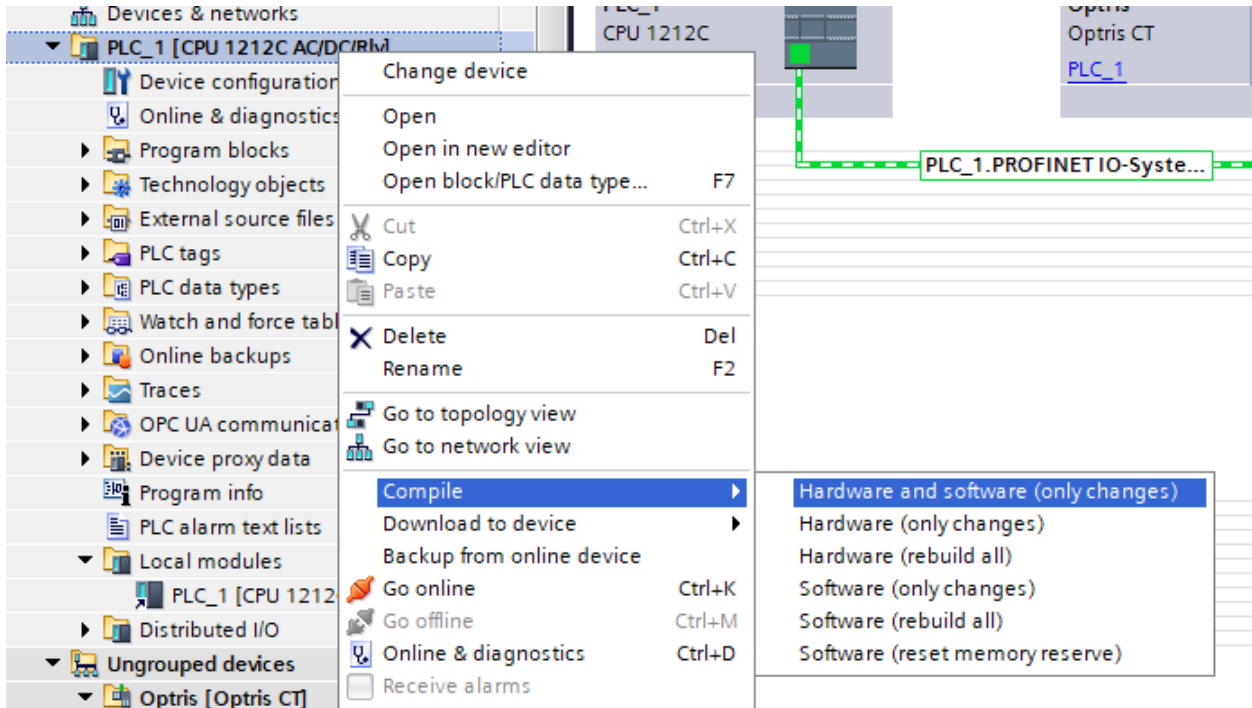 Devices & networks
PLC_1 [CPU 1212C AC/DC/Rly]
Device configuration
Online & diagnostics
Program blocks
Technology objects
External source files
PLC tags
PLC data types
Watch and force tabl
Online backups
Traces
OPC UA communicat
Device proxy data
Program info
PLC alarm text lists
Local modules
PLC_1 [CPU 1212
Distributed I/O
Ungrouped devices
Optris [Optris CT]
Change device
Open
Open in new editor
Open block/PLC data type... F7
Cut Ctrl+X
Copy Ctrl+C
Paste Ctrl+V
Delete Del
Rename F2
Go to topology view
Go to network view
Compile
Download to device
Backup from online device
Go online Ctrl+K
Go offline Ctrl+M
Online & diagnostics Ctrl+D
Receive alarms
Hardware and software (only changes)
Hardware (only changes)
Hardware (rebuild all)
Software (only changes)
Software (rebuild all)
Software (reset memory reserve)
PLC_1
CPU 1212C
Optris
Optris CT
PLC_1
PLC_1.PROFINET IO-Syste...